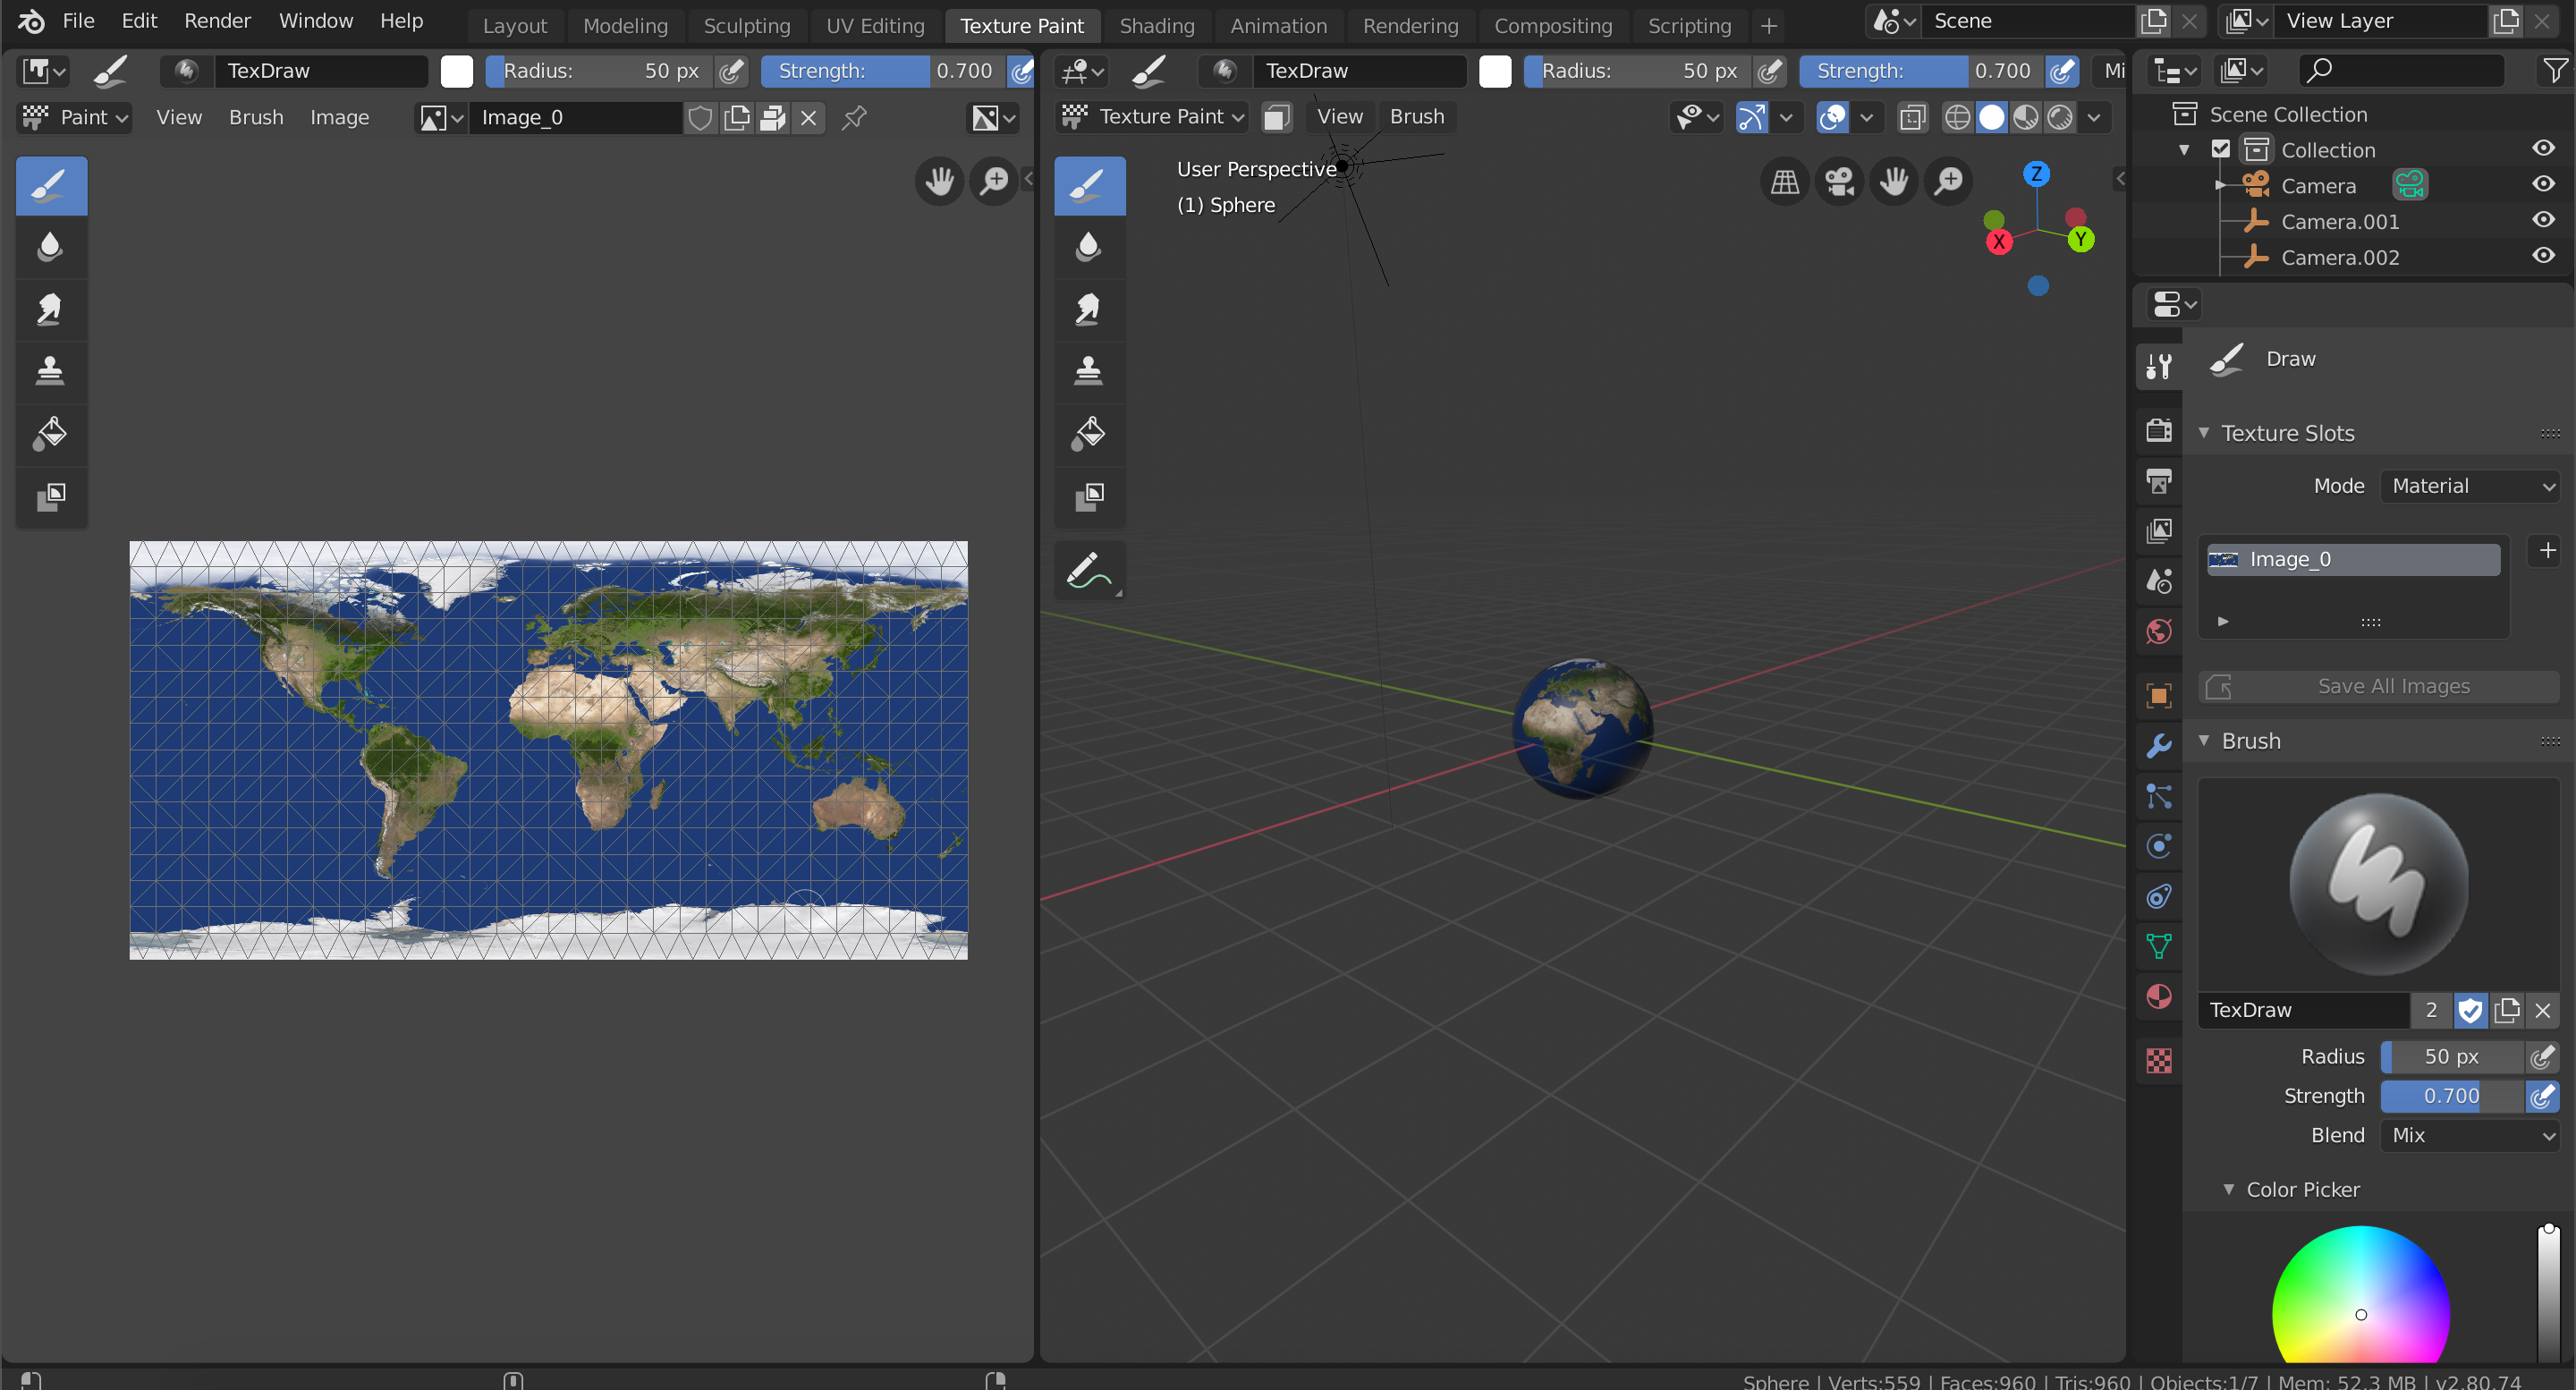 File Edit Render Window Help Layout Modeling Sculpting UV Editing Texture Paint Shading Animation Rendering Compositing Scripting + Scene View Layer
TexDraw Radius: 50 px Strength: 0.700
TexDraw Radius: 50 px Strength: 0.700 Mi
Paint View Brush Image Image_0
Texture Paint View Brush
User Perspective
(1) Sphere
Z
X
Y
Scene Collection
Collection
Camera
Camera.001
Camera.002
Draw
Texture Slots
Mode Material
Image_0
Save All Images
Brush
TexDraw 2
Radius 50 px
Strength 0.700
Blend Mix
Color Picker
Sphere | Verts:559 | Faces:960 | Tris:960 | Objects:1/7 | Mem: 52.3 MB | v2.80.74